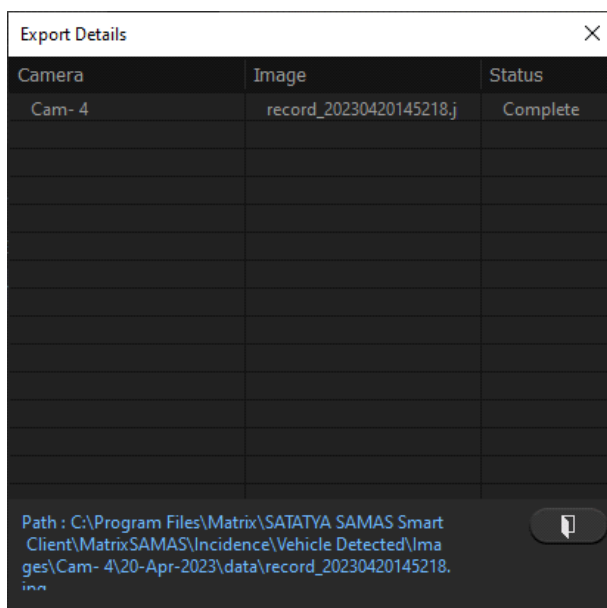 Export Details
Camera Image Status
Cam- 4 record_20230420145218.j Complete
Path : C:\Program Files\Matrix\SATATYA SAMAS Smart
Client\MatrixSAMAS\Incidence\Vehicle Detected\Ima
ges\Cam- 4\20-Apr-2023\data\record_20230420145218.